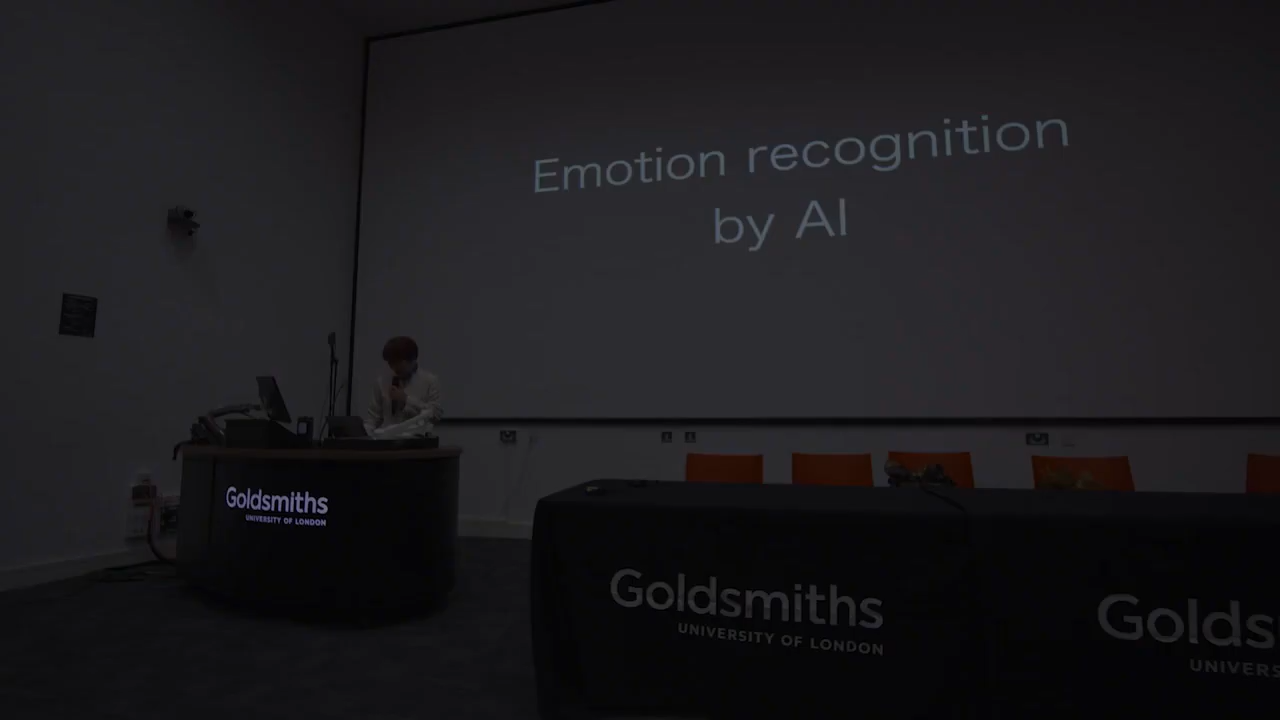 Emotion recognition
by AI
Goldsmiths
UNIVERSITY OF LONDON
Goldsmiths
UNIVERSITY OF LONDON
Golds
UNIVERS